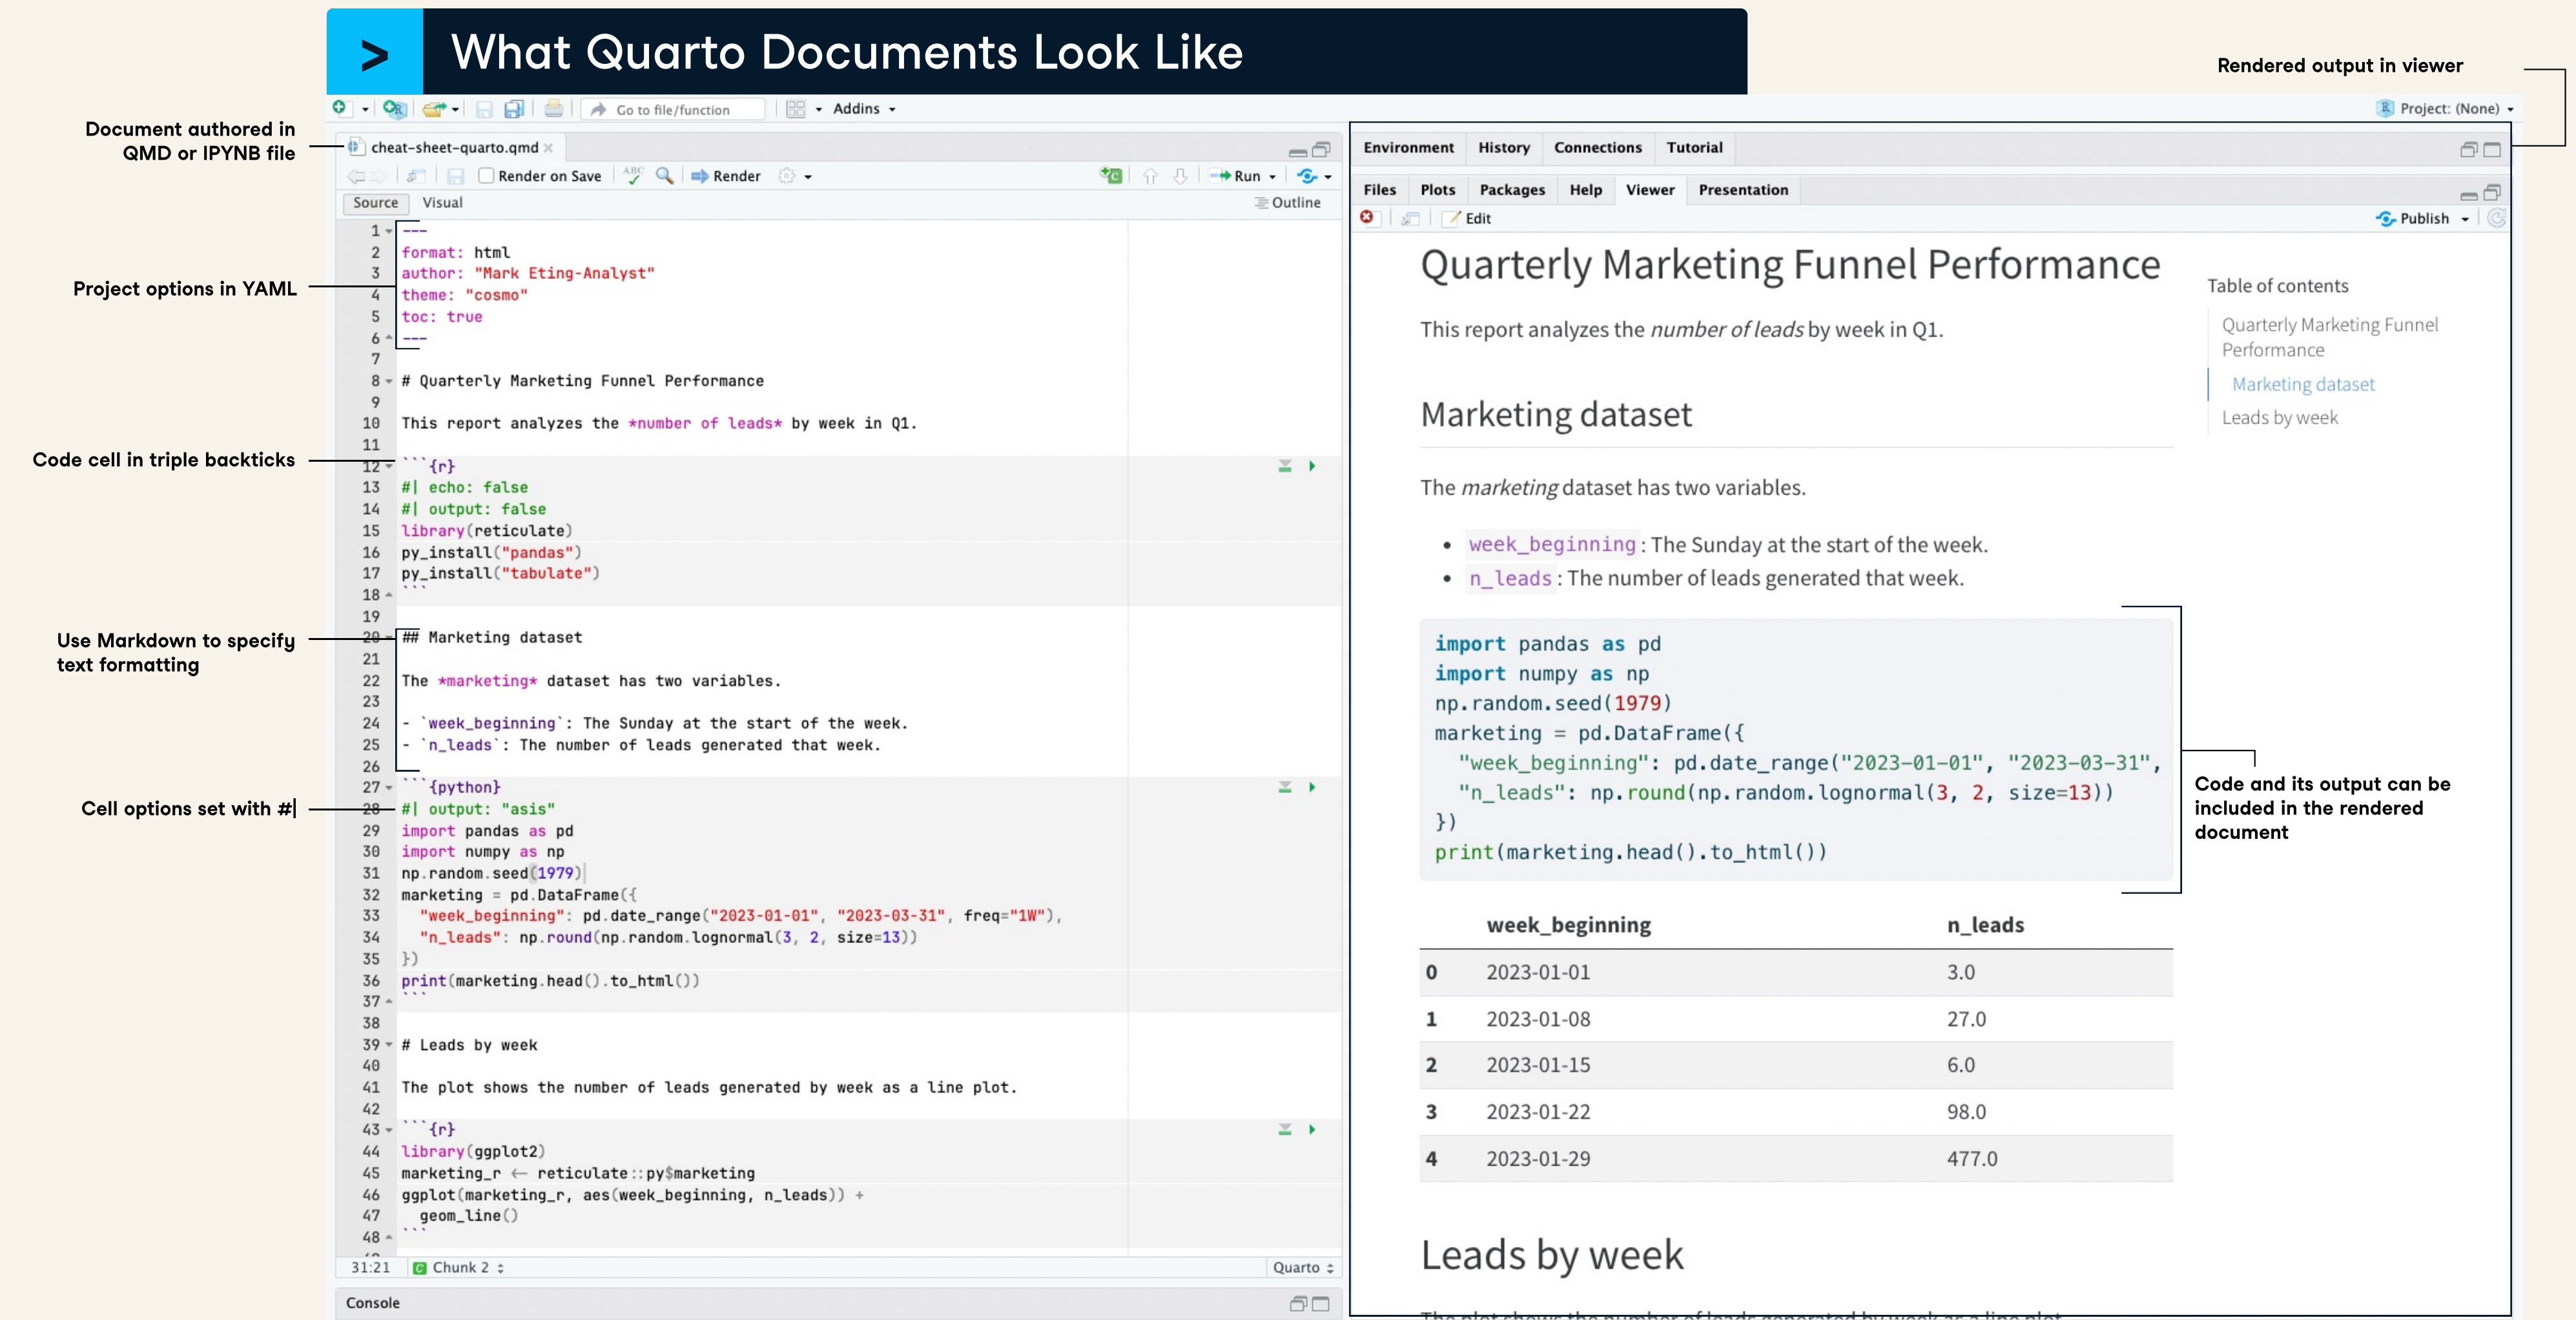 > What Quarto Documents Look Like
Rendered output in viewer
Go to file/function
Addins
Project: (None)
Document authored in
QMD or IPYNB file
cheat-sheet-quarto.qmd
Render on Save
ABC
Render
Run
Source
Visual
Outline
Project options in YAML
1 ---
2 format: html
3 author: "Mark Eting-Analyst"
4 theme: "cosmo"
5 toc: true
6 ---
7
8 # Quarterly Marketing Funnel Performance
9
10 This report analyzes the *number of leads* by week in Q1.
11
Code cell in triple backticks
12 ```{r}
13 #| echo: false
14 #| output: false
15 library(reticulate)
16 py_install("pandas")
17 py_install("tabulate")
18 ```
19
Use Markdown to specify
text formatting
20 ## Marketing dataset
21
22 The *marketing* dataset has two variables.
23
24 - `week_beginning`: The Sunday at the start of the week.
25 - `n_leads`: The number of leads generated that week.
26
27 ```{python}
Cell options set with #|
28 #| output: "asis"
29 import pandas as pd
30 import numpy as np
31 np.random.seed(1979)
32 marketing = pd.DataFrame({
33 "week_beginning": pd.date_range("2023-01-01", "2023-03-31", freq="1W"),
34 "n_leads": np.round(np.random.lognormal(3, 2, size=13))
35 })
36 print(marketing.head().to_html())
37 ```
38
39 # Leads by week
40
41 The plot shows the number of leads generated by week as a line plot.
42
43 ```{r}
44 library(ggplot2)
45 marketing_r <- reticulate::py$marketing
46 ggplot(marketing_r, aes(week_beginning, n_leads)) +
47 geom_line()
48 ```
31:21
C Chunk 2
Quarto
Console
Environment History Connections Tutorial
Files Plots Packages Help Viewer Presentation
Edit
Publish
Quarterly Marketing Funnel Performance
This report analyzes the number of leads by week in Q1.
Marketing dataset
The marketing dataset has two variables.
• week_beginning: The Sunday at the start of the week.
• n_leads: The number of leads generated that week.
import pandas as pd
import numpy as np
np.random.seed(1979)
marketing = pd.DataFrame({
"week_beginning": pd.date_range("2023-01-01", "2023-03-31",
"n_leads": np.round(np.random.lognormal(3, 2, size=13))
})
print(marketing.head().to_html())
week_beginning n_leads
0 2023-01-01 3.0
1 2023-01-08 27.0
2 2023-01-15 6.0
3 2023-01-22 98.0
4 2023-01-29 477.0
Leads by week
Table of contents
Quarterly Marketing Funnel
Performance
Marketing dataset
Leads by week
Code and its output can be
included in the rendered
document